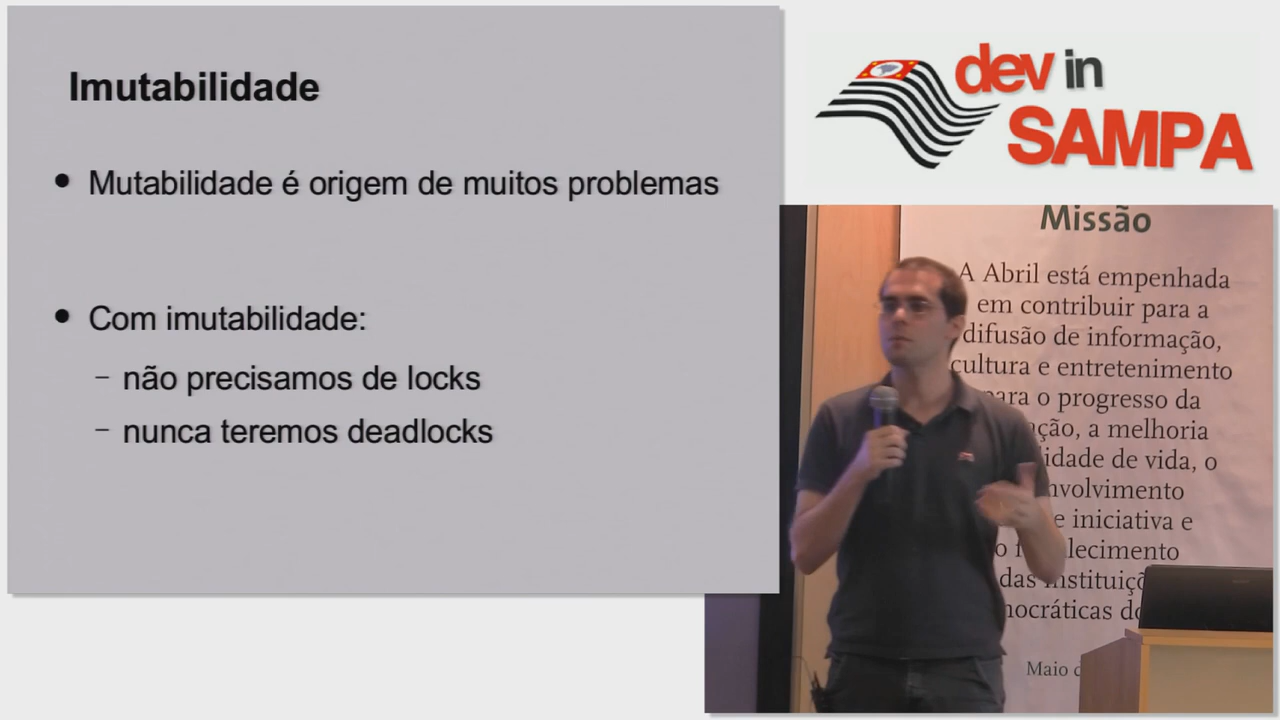 Imutabilidade
Mutabilidade é origem de muitos problemas
Com imutabilidade:
não precisamos de locks
nunca teremos deadlocks
dev in
SAMPA
Missão
A Abril está empenhada
em contribuir para a
difusão de informação,
cultura e entretenimento
para o progresso da
a melhoria
de vida, o
e iniciativa e
das
Maio